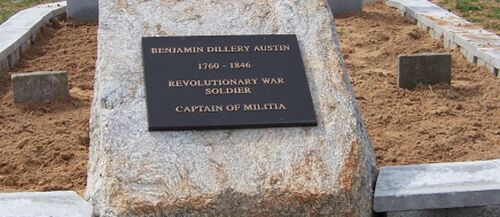 BENJAMIN DILLERY AUSTIN
1760 - 1846
REVOLUTIONARY WAR
SOLDIER
CAPTAIN OF MILITIA